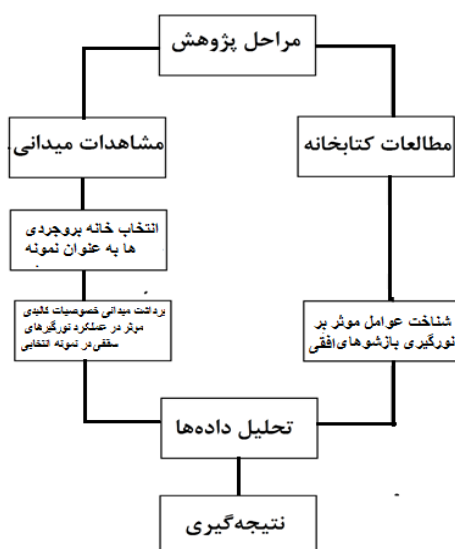 مراحل پژوهش
مطالعات کتابخانه
مشاهدات میدانی.
انتخاب خانه بروجردی
ها به عنوان نمونه
برداشت میدانی خصوصیات کالبدی
موثر در عملکرد نورگیرهای
سقفی در نمونه انتخابی
شناخت عوامل موثر بر
نورگیری بازشوهای افقی
تحلیل داده‌ها
نتیجه‌گیری